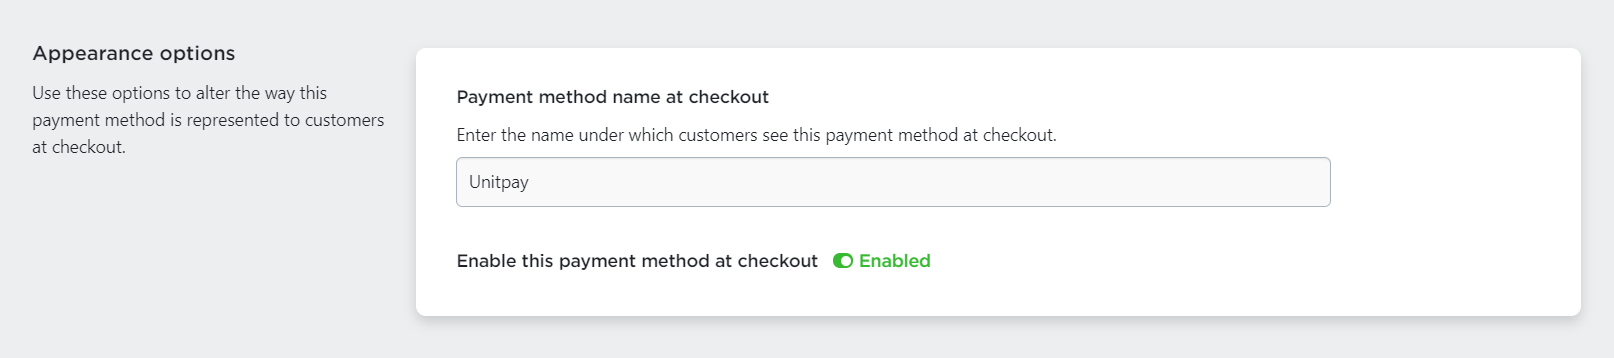 Appearance options
Use these options to alter the way this
payment method is represented to customers
at checkout.
Payment method name at checkout
Enter the name under which customers see this payment method at checkout.
Unitpay
Enable this payment method at checkout Enabled